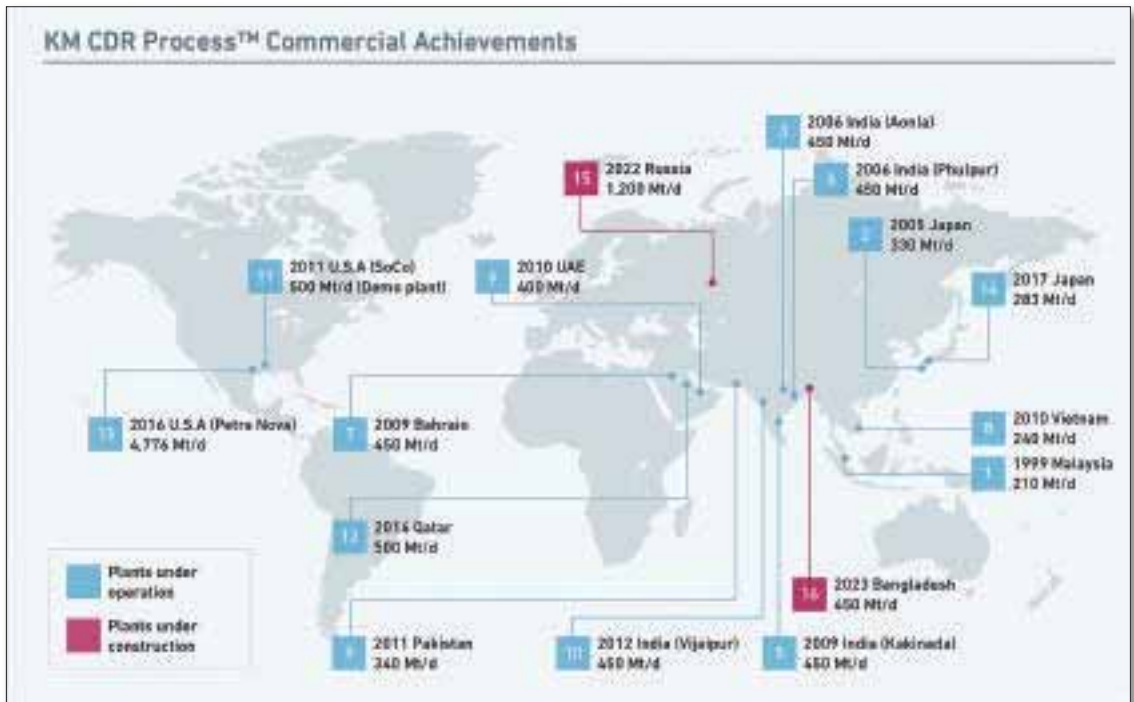 KM CDR Process™ Commercial Achievements
2006 India (Aonla)
450 Mt/d
15
2022 Russia
1,200 Mt/d
2006 India (Phulpur)
450 Mt/d
2
2005 Japan
330 Mt/d
11
2011 U.S.A (SoCo)
500 Mt/d (Demo plant)
2010 UAE
400 Mt/d
14
2017 Japan
283 Mt/d
13
2016 U.S.A (Petra Nova)
4,776 Mt/d
7
2009 Bahrain
450 Mt/d
8
2010 Vietnam
240 Mt/d
1
1999 Malaysia
210 Mt/d
12
2014 Qatar
500 Mt/d
Plants under
operation
Plants under
construction
16
2023 Bangladesh
450 Mt/d
2011 Pakistan
340 Mt/d
10
2012 India (Vijaipur)
450 Mt/d
2009 India (Kakinada)
450 Mt/d